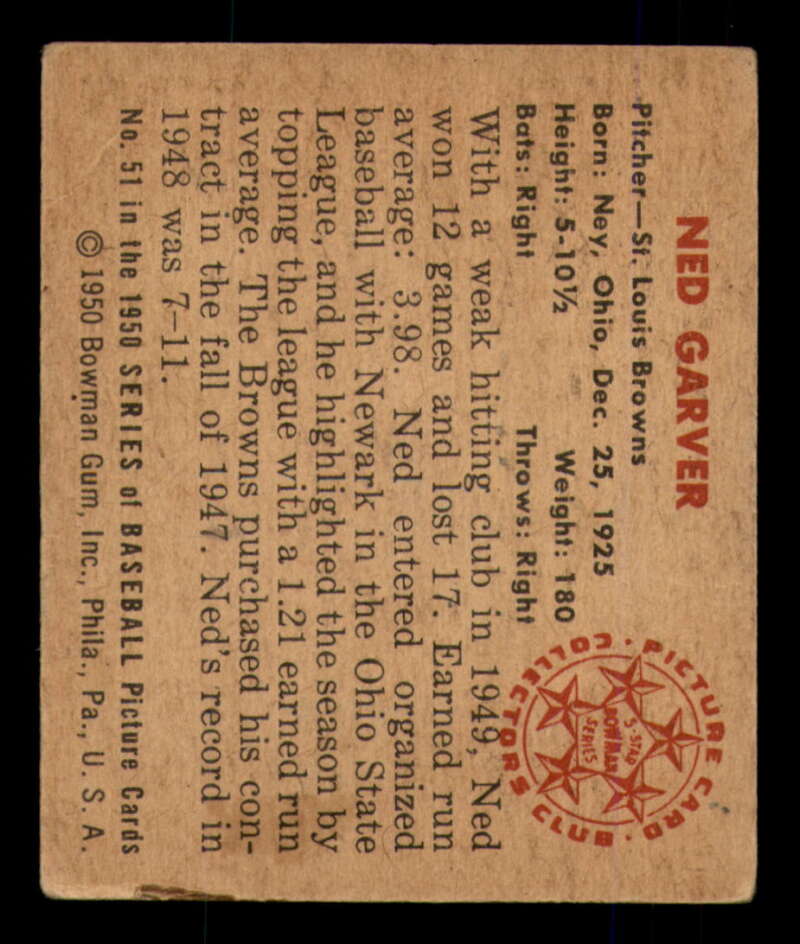 NED GARVER
Pitcher—St. Louis Browns
Born: Ney, Ohio, Dec. 25, 1925
Height: 5-10½ Weight: 180
Bats: Right Throws: Right
With a weak hitting club in 1949, Ned
won 12 games and lost 17. Earned run
average: 3.98. Ned entered organized
baseball with Newark in the Ohio State
League, and he highlighted the season by
topping the league with a 1.21 earned run
average. The Browns purchased his con-
tract in the fall of 1947. Ned's record in
1948 was 7–11.
No. 51 in the 1950 SERIES of BASEBALL Picture Cards
© 1950 Bowman Gum, Inc., Phila., Pa., U. S. A.
PICTURE CARD COLLECTORS CLUB
5-STAR
BOWMAN
SERIES